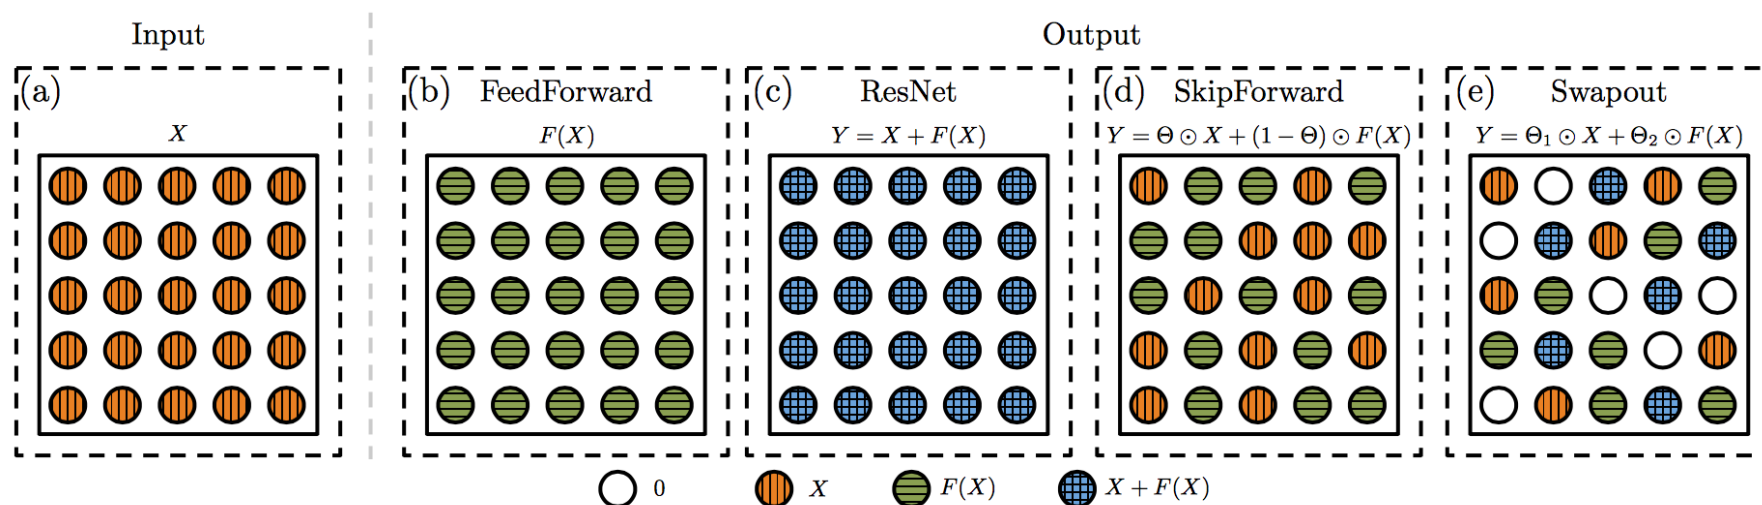 Input
Output
(a)
X
(b) FeedForward
F(X)
(c) ResNet
Y = X + F(X)
(d) SkipForward
Y = Θ ⊙ X + (1 − Θ) ⊙ F(X)
(e) Swapout
Y = Θ₁ ⊙ X + Θ₂ ⊙ F(X)
0 X F(X) X + F(X)